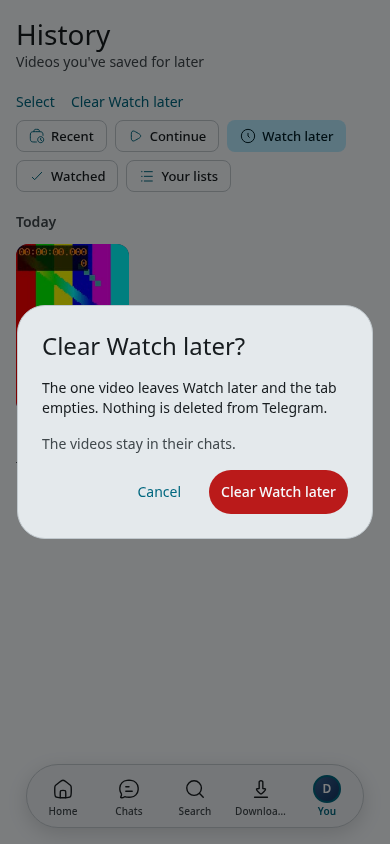 History
Videos you've saved for later
Select Clear Watch later
Recent Continue Watch later
Watched Your lists
Today
00:00:00.000
0
Clear Watch later?
The one video leaves Watch later and the tab
empties. Nothing is deleted from Telegram.
The videos stay in their chats.
Cancel Clear Watch later
D
Home Chats Search Downloa... You